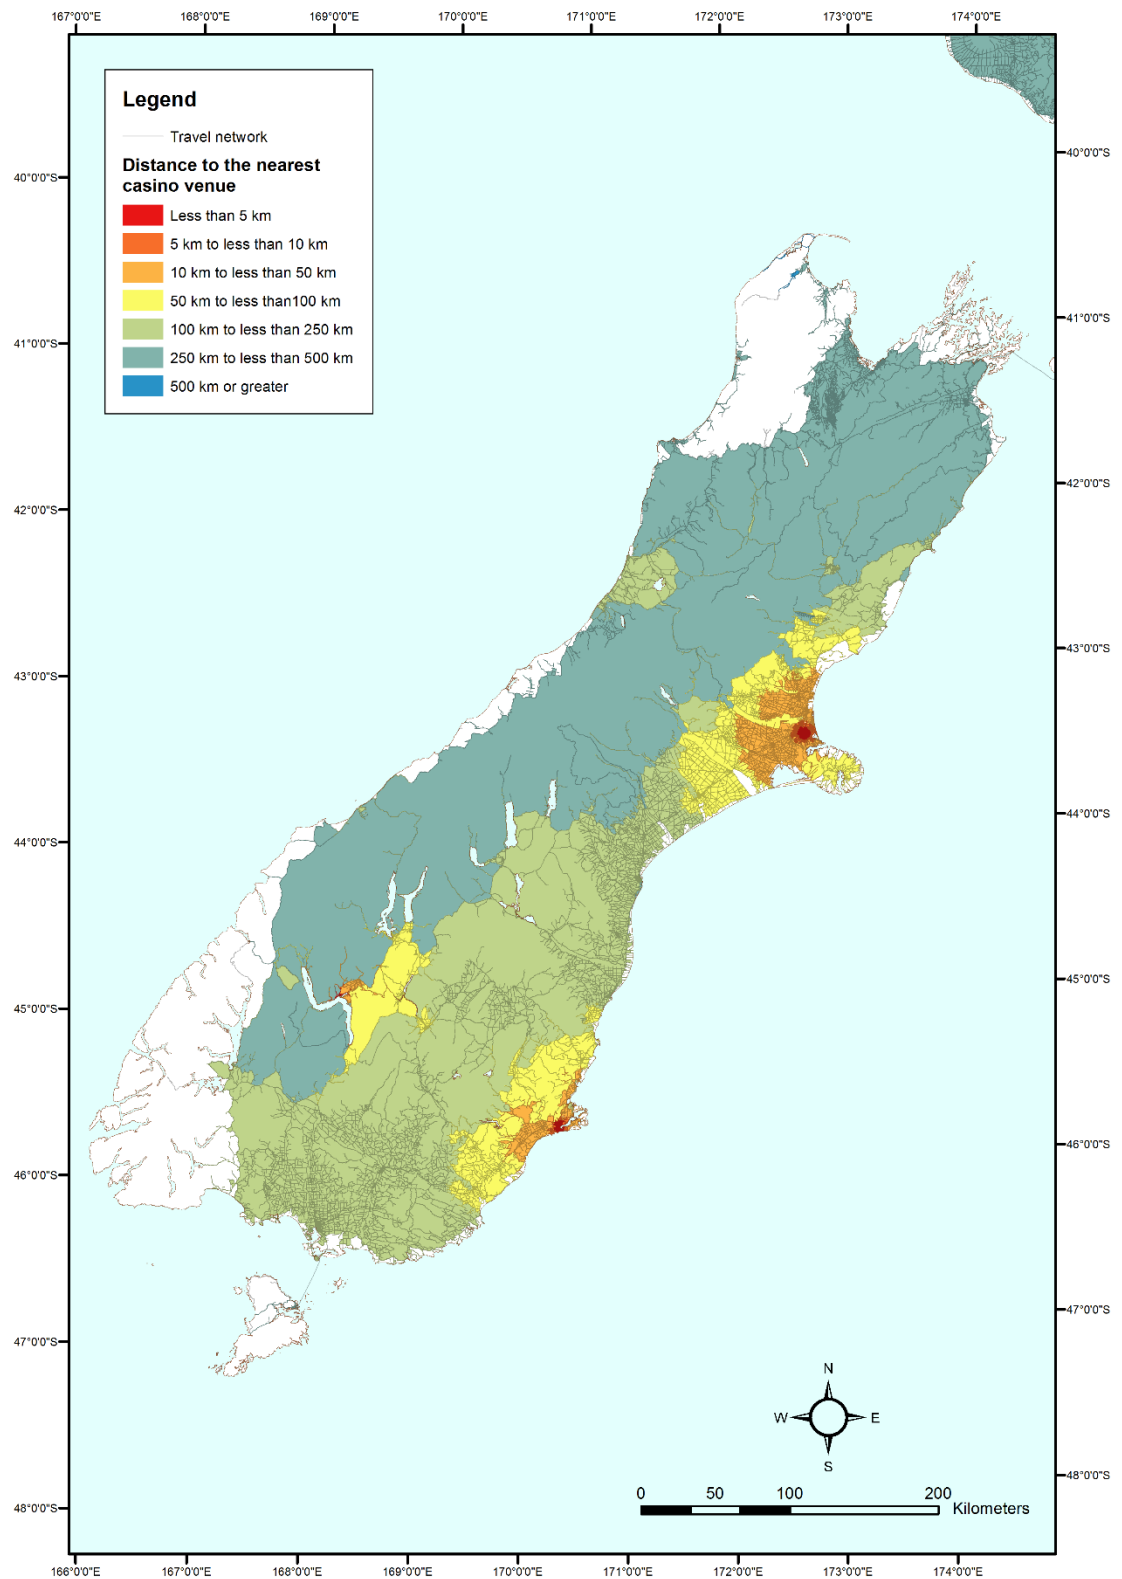 167°0'0"E 168°0'0"E 169°0'0"E 170°0'0"E 171°0'0"E 172°0'0"E 173°0'0"E 174°0'0"E
Legend
Travel network
Distance to the nearest
casino venue
Less than 5 km
5 km to less than 10 km
10 km to less than 50 km
50 km to less than100 km
100 km to less than 250 km
250 km to less than 500 km
500 km or greater
40°0'0"S
41°0'0"S
42°0'0"S
43°0'0"S
44°0'0"S
45°0'0"S
46°0'0"S
47°0'0"S
48°0'0"S
40°0'0"S
41°0'0"S
42°0'0"S
43°0'0"S
44°0'0"S
45°0'0"S
46°0'0"S
47°0'0"S
48°0'0"S
N
W E
S
0 50 100 200
Kilometers
166°0'0"E 167°0'0"E 168°0'0"E 169°0'0"E 170°0'0"E 171°0'0"E 172°0'0"E 173°0'0"E 174°0'0"E